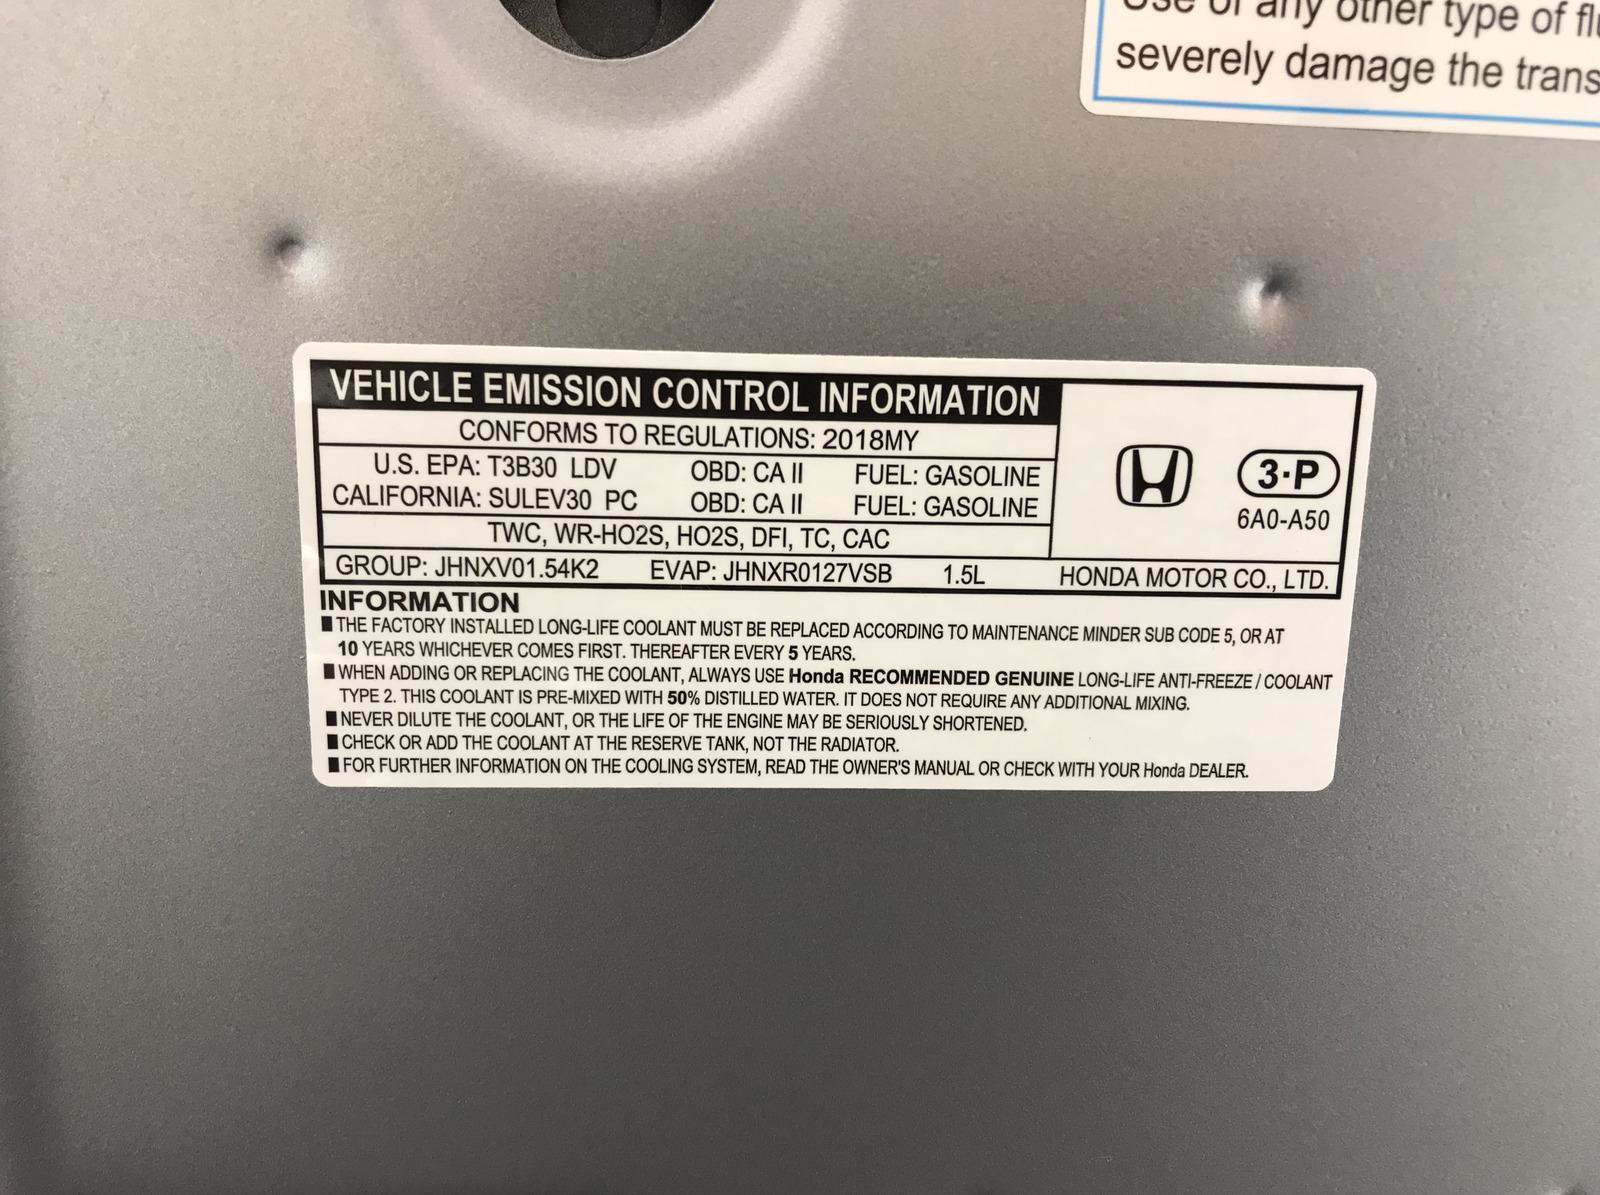 Use of any other type of
severely damage the
VEHICLE EMISSION CONTROL INFORMATION
CONFORMS TO REGULATIONS: 2018MY
U.S. EPA: T3B30 LDV OBD: CA II FUEL: GASOLINE
CALIFORNIA: SULEV30 PC OBD: CA II FUEL: GASOLINE
TWC, WR-HO2S, HO2S, DFI, TC, CAC
3·P
6A0-A50
GROUP: JHNXV01.54K2 EVAP: JHNXR0127VSB 1.5L HONDA MOTOR CO., LTD.
INFORMATION
■ THE FACTORY INSTALLED LONG-LIFE COOLANT MUST BE REPLACED ACCORDING TO MAINTENANCE MINDER SUB CODE 5, OR AT
10 YEARS WHICHEVER COMES FIRST. THEREAFTER EVERY 5 YEARS.
■ WHEN ADDING OR REPLACING THE COOLANT, ALWAYS USE Honda RECOMMENDED GENUINE LONG-LIFE ANTI-FREEZE / COOLANT
TYPE 2. THIS COOLANT IS PRE-MIXED WITH 50% DISTILLED WATER. IT DOES NOT REQUIRE ANY ADDITIONAL MIXING.
■ NEVER DILUTE THE COOLANT, OR THE LIFE OF THE ENGINE MAY BE SERIOUSLY SHORTENED.
■ CHECK OR ADD THE COOLANT AT THE RESERVE TANK, NOT THE RADIATOR.
■ FOR FURTHER INFORMATION ON THE COOLING SYSTEM, READ THE OWNER'S MANUAL OR CHECK WITH YOUR Honda DEALER.